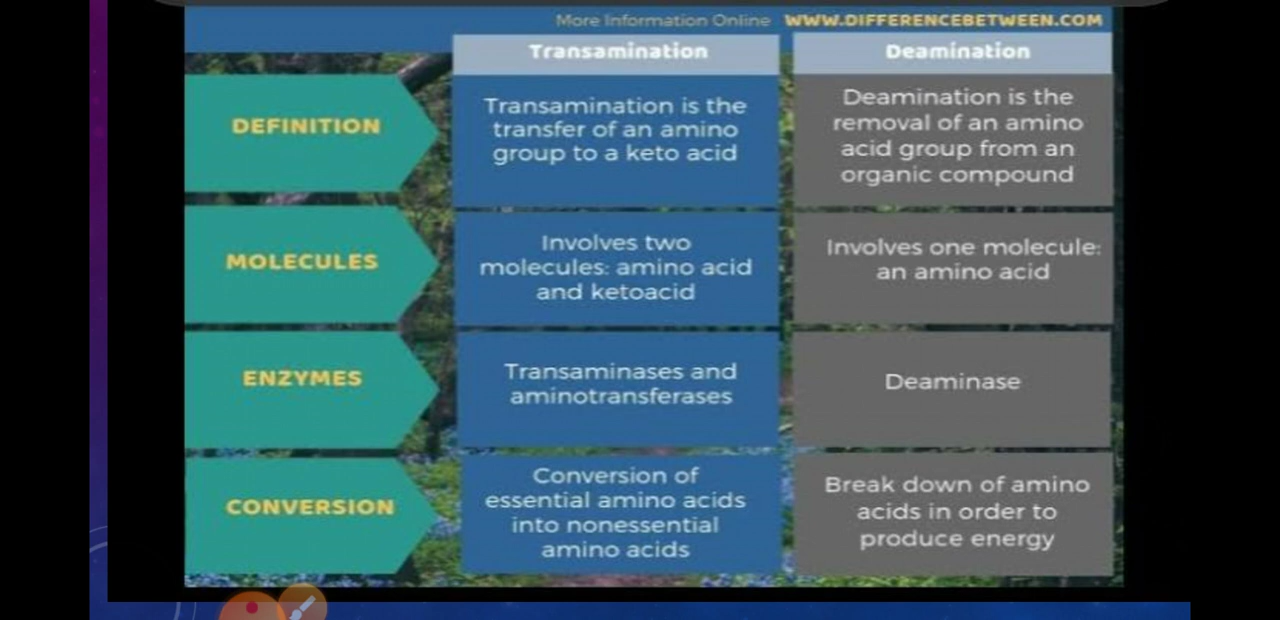 More Information Online WWW.DIFFERENCEBETWEEN.COM
Transamination
Deamination
DEFINITION
Transamination is the
transfer of an amino
group to a keto acid
Deamination is the
removal of an amino
acid group from an
organic compound
MOLECULES
Involves two
molecules: amino acid
and ketoacid
Involves one molecule:
an amino acid
ENZYMES
Transaminases and
aminotransferases
Deaminase
CONVERSION
Conversion of
essential amino acids
into nonessential
amino acids
Break down of amino
acids in order to
produce energy